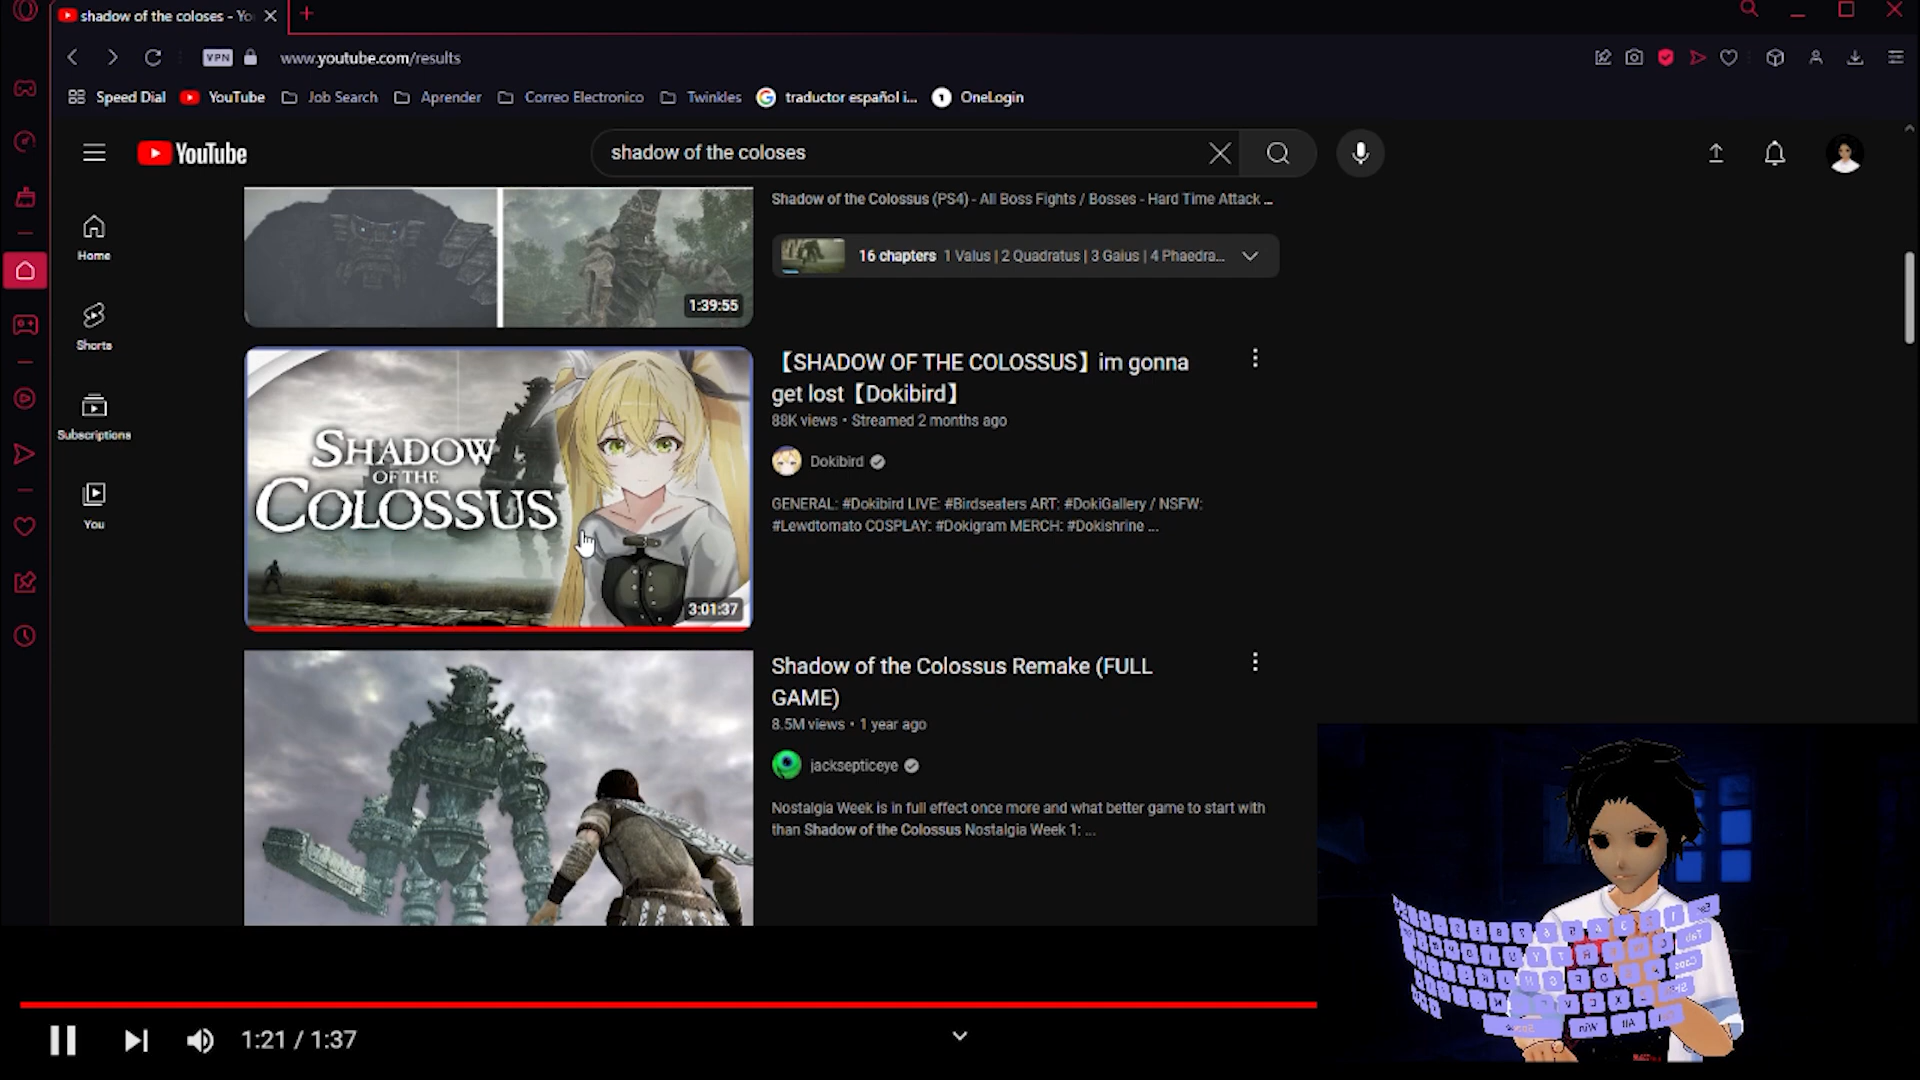 shadow of the coloses - Yo
VPN
www.youtube.com/results
Speed Dial
YouTube
Job Search
Aprender
Correo Electronico
Twinkles
traductor español i...
OneLogin
YouTube
shadow of the coloses
Home
Shorts
Subscriptions
You
1:39:55
Shadow of the Colossus (PS4) - All Boss Fights / Bosses - Hard Time Attack ...
16 chapters 1 Valus | 2 Quadratus | 3 Gaius | 4 Phaedra...
SHADOW
OF THE
COLOSSUS
3:01:37
【SHADOW OF THE COLOSSUS】im gonna
get lost【Dokibird】
88K views • Streamed 2 months ago
Dokibird
GENERAL: #Dokibird LIVE: #Birdseaters ART: #DokiGallery / NSFW:
#Lewdtomato COSPLAY: #Dokigram MERCH: #Dokishrine ...
Shadow of the Colossus Remake (FULL
GAME)
8.5M views • 1 year ago
jacksepticeye
Nostalgia Week is in full effect once more and what better game to start with
than Shadow of the Colossus Nostalgia Week 1: ...
1:21 / 1:37